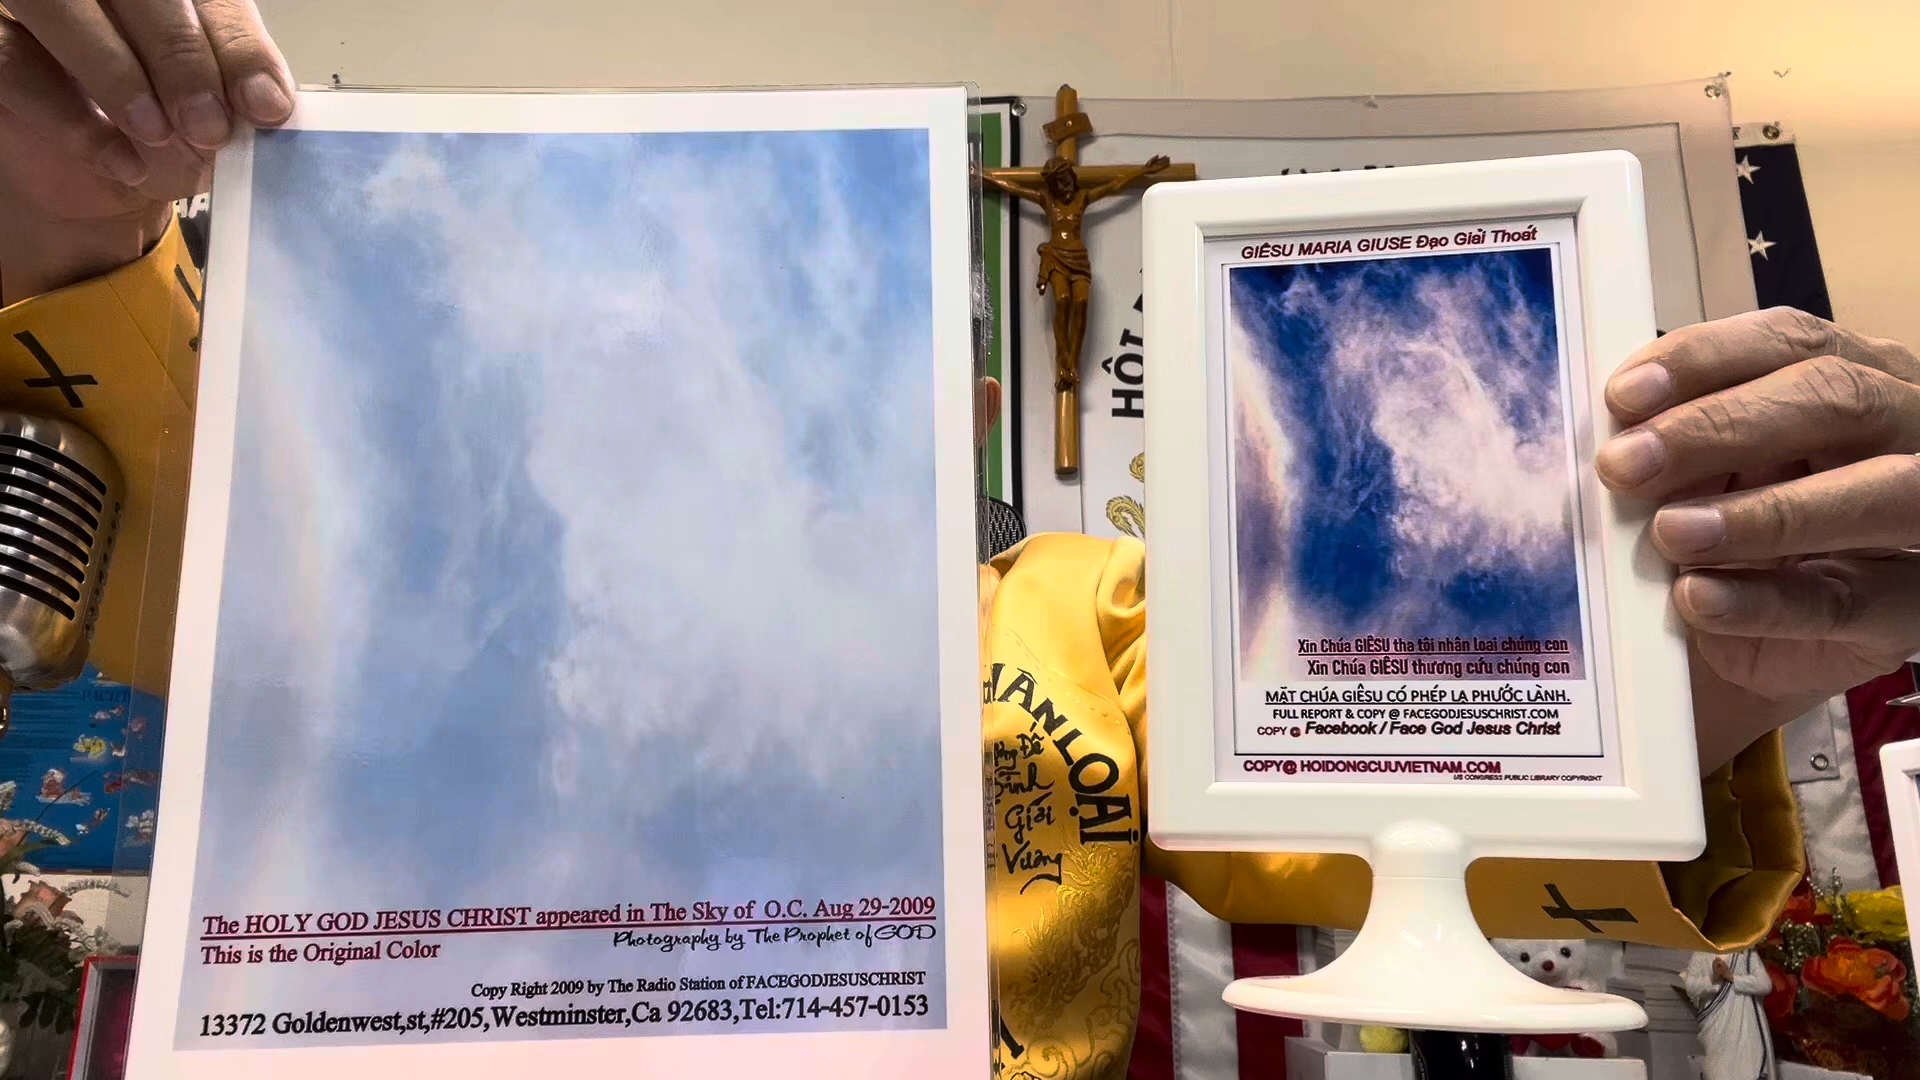 The HOLY GOD JESUS CHRIST appeared in The Sky of O.C. Aug 29-2009
This is the Original Color
Photography by The Prophet of GOD
Copy Right 2009 by The Radio Station of FACEGODJESUSCHRIST
13372 Goldenwest,st,#205,Westminster,Ca 92683,Tel:714-457-0153
GIÊSU MARIA GIUSE Đạo Giải Thoát
Xin Chúa GIÊSU tha tội nhân loại chúng con
Xin Chúa GIÊSU thương cứu chúng con
MẶT CHÚA GIÊSU CÓ PHÉP LẠ PHƯỚC LÀNH.
FULL REPORT & COPY @ FACEGODJESUSCHRIST.COM
COPY @ Facebook / Face God Jesus Christ
COPY@ HOIDONGCUUVIETNAM.COM
US CONGRESS PUBLIC LIBRARY COPYRIGHT
HỘI
NHÂN LOẠI
Giới
Vương